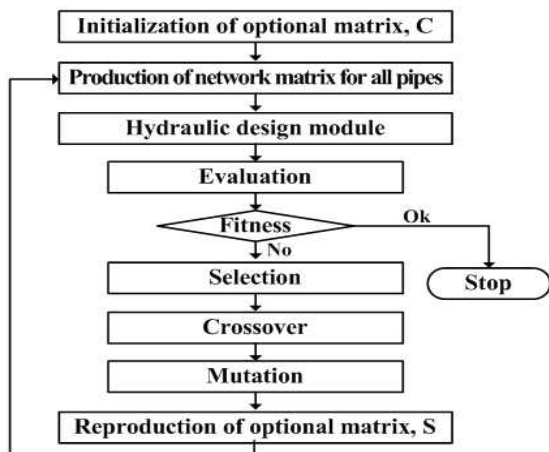 Initialization of optional matrix, C
Production of network matrix for all pipes
Hydraulic design module
Evaluation
Fitness
Ok
No
Selection
Stop
Crossover
Mutation
Reproduction of optional matrix, S